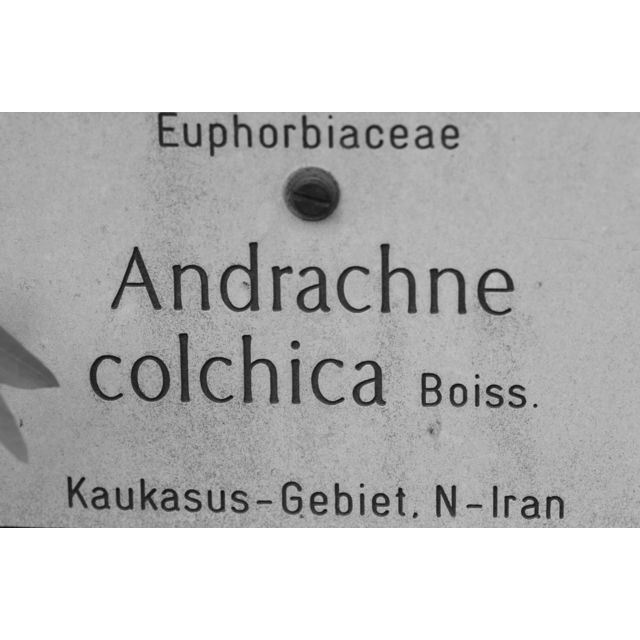 Euphorbiaceae
Andrachne
colchica Boiss.
Kaukasus-Gebiet, N-Iran